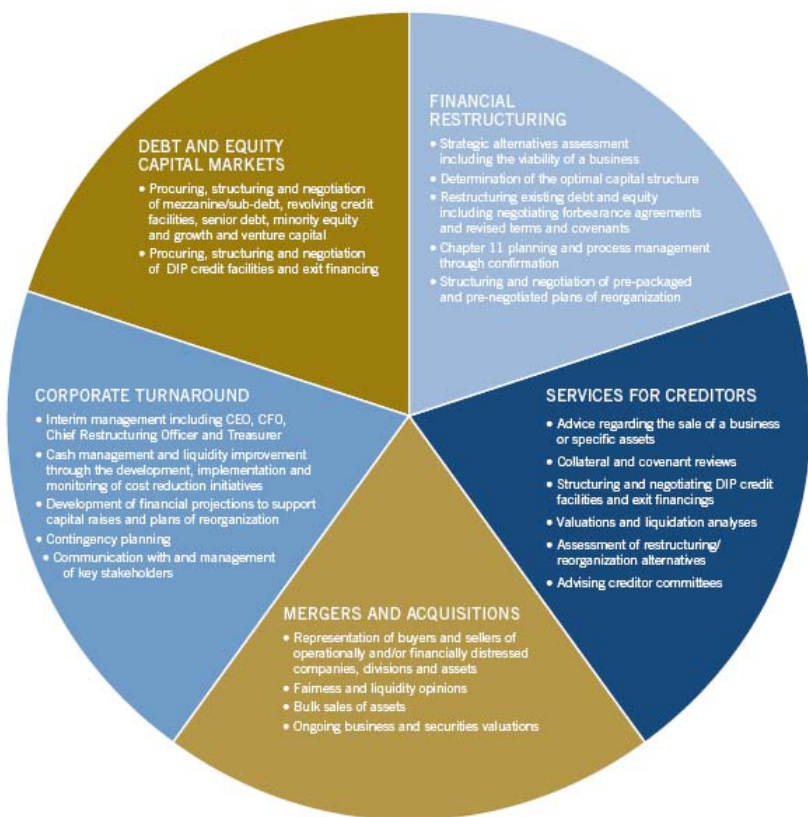 FINANCIAL
RESTRUCTURING
• Strategic alternatives assessment
including the viability of a business
• Determination of the optimal capital structure
• Restructuring existing debt and equity
including negotiating forbearance agreements
and revised terms and covenants
• Chapter 11 planning and process management
through confirmation
• Structuring and negotiation of pre-packaged
and pre-negotiated plans of reorganization
SERVICES FOR CREDITORS
• Advice regarding the sale of a business
or specific assets
• Collateral and covenant reviews
• Structuring and negotiating DIP credit
facilities and exit financings
• Valuations and liquidation analyses
• Assessment of restructuring/
reorganization alternatives
• Advising creditor committees
MERGERS AND ACQUISITIONS
• Representation of buyers and sellers of
operationally and/or financially distressed
companies, divisions and assets
• Fairness and liquidity opinions
• Bulk sales of assets
• Ongoing business and securities valuations
CORPORATE TURNAROUND
• Interim management including CEO, CFO,
Chief Restructuring Officer and Treasurer
• Cash management and liquidity improvement
through the development, implementation and
monitoring of cost reduction initiatives
• Development of financial projections to support
capital raises and plans of reorganization
• Contingency planning
• Communication with and management
of key stakeholders
DEBT AND EQUITY
CAPITAL MARKETS
• Procuring, structuring and negotiation
of mezzanine/sub-debt, revolving credit
facilities, senior debt, minority equity
and growth and venture capital
• Procuring, structuring and negotiation
of DIP credit facilities and exit financing